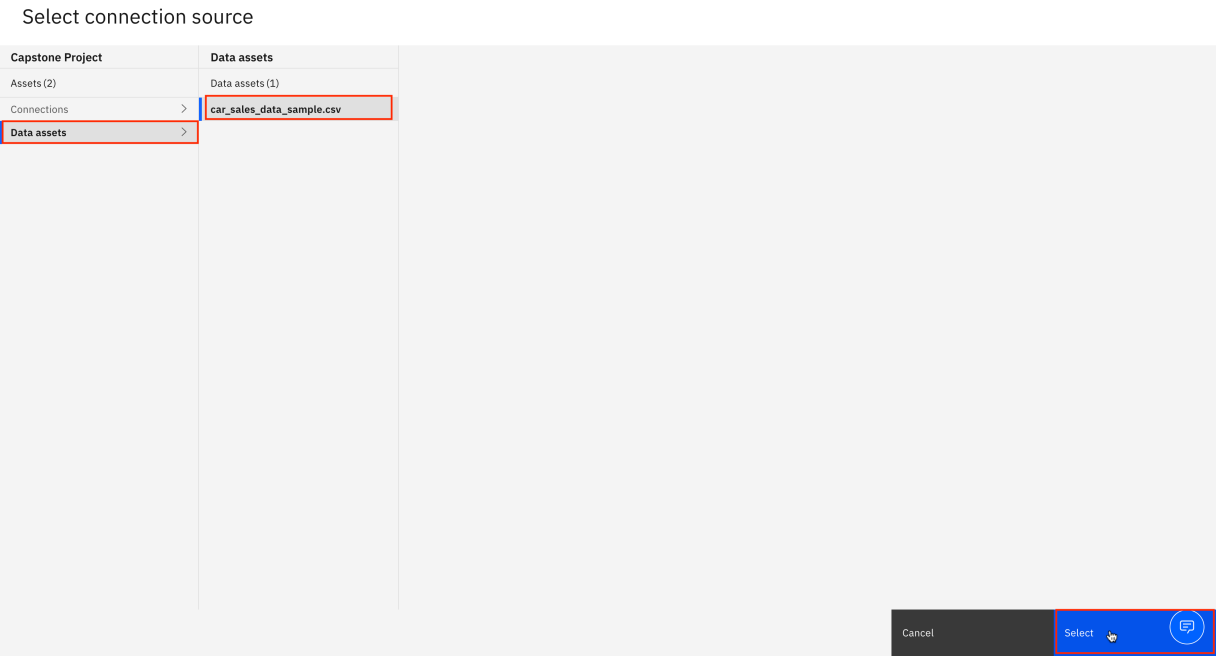 Select connection source
Capstone Project
Assets (2)
Connections
Data assets
Data assets
Data assets (1)
car_sales_data_sample.csv
Cancel
Select